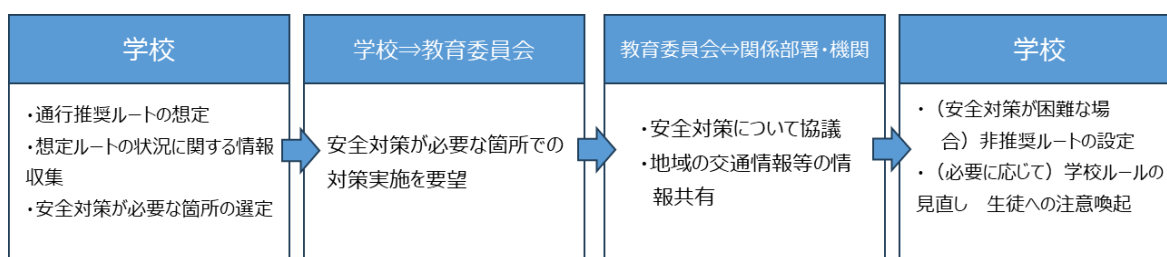 学校
・通行推奨ルートの想定
・想定ルートの状況に関する情報
収集
・安全対策が必要な箇所の選定
学校⇒教育委員会
安全対策が必要な箇所での
対策実施を要望
教育委員会⇔関係部署・機関
・安全対策について協議
・地域の交通情報等の情
報共有
学校
・（安全対策が困難な場
合）非推奨ルートの設定
・（必要に応じて）学校ルールの
見直し　生徒への注意喚起